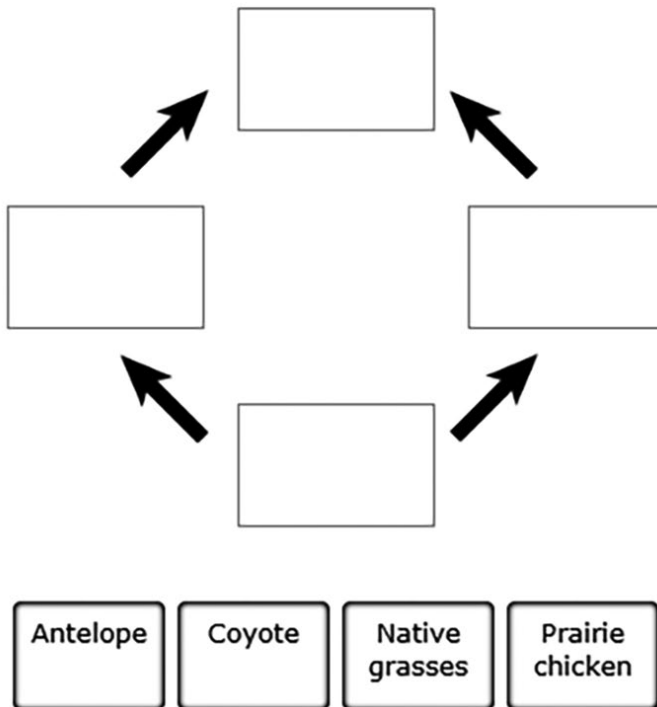 Antelope
Coyote
Native
grasses
Prairie
chicken